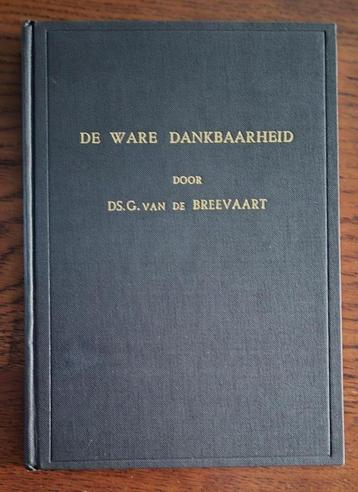 DE WARE DANKBAARHEID
DOOR
DS. G. VAN DE BREEVAART